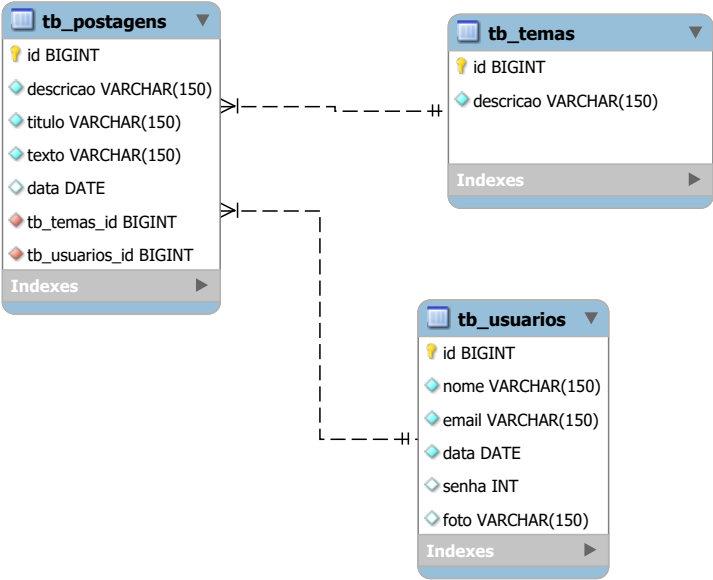 tb_postagens
id BIGINT
descricao VARCHAR(150)
titulo VARCHAR(150)
texto VARCHAR(150)
data DATE
tb_temas_id BIGINT
tb_usuarios_id BIGINT
Indexes
tb_temas
id BIGINT
descricao VARCHAR(150)
Indexes
tb_usuarios
id BIGINT
nome VARCHAR(150)
email VARCHAR(150)
data DATE
senha INT
foto VARCHAR(150)
Indexes